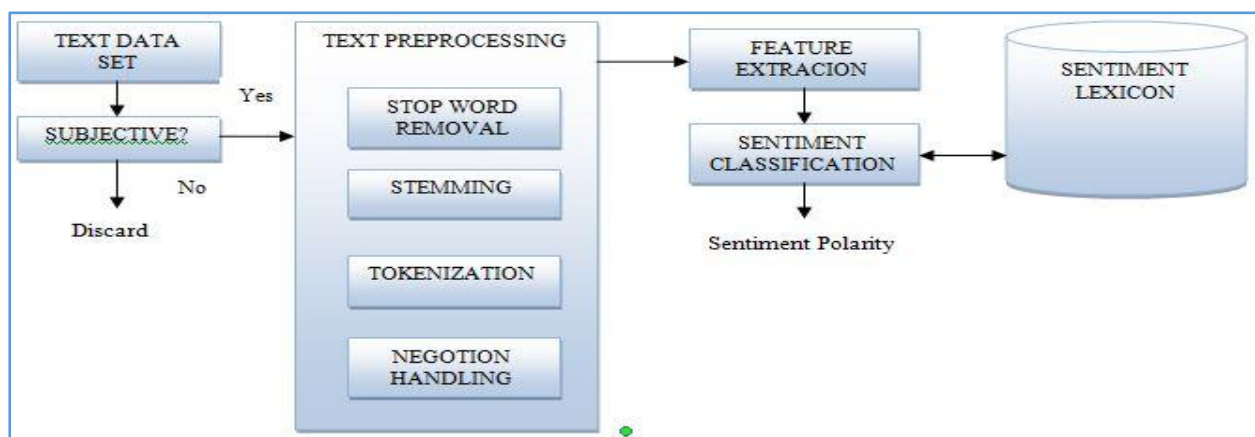 TEXT DATA
SET
SUBJECTIVE?
Yes
No
Discard
TEXT PREPROCESSING
STOP WORD
REMOVAL
STEMMING
TOKENIZATION
NEGOTION
HANDLING
FEATURE
EXTRACION
SENTIMENT
CLASSIFICATION
Sentiment Polarity
SENTIMENT
LEXICON